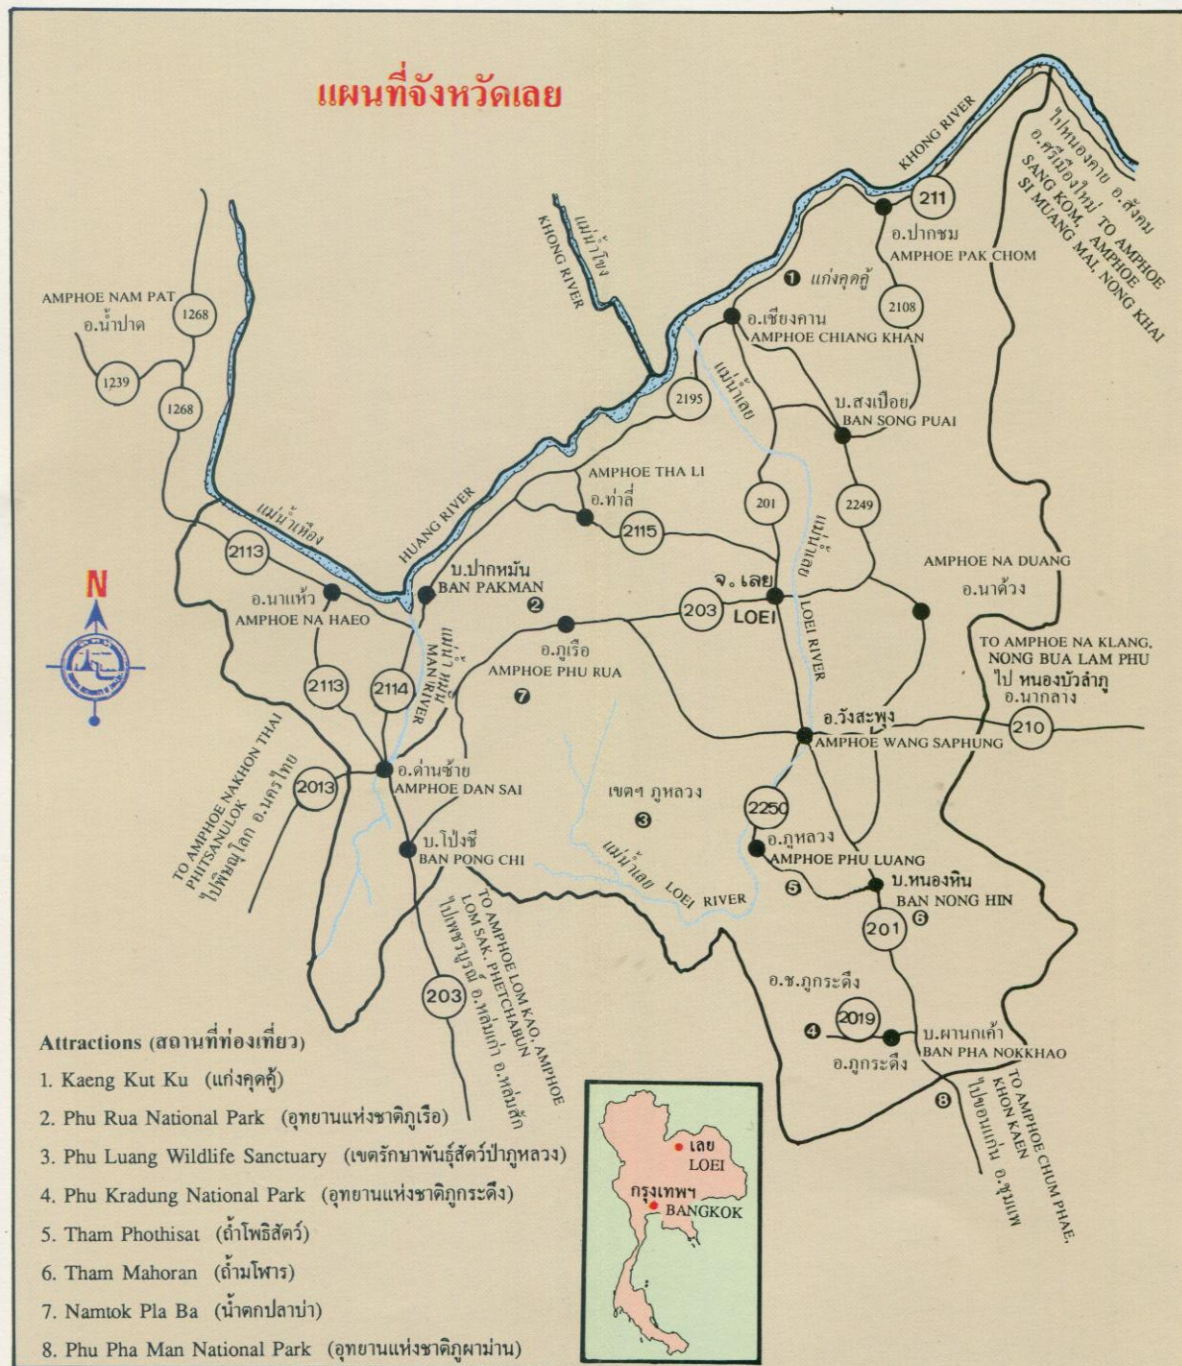 แผนที่จังหวัดเลย
KHONG RIVER
ไปหนองคาย อ.สังคม
อ.ศรีเมืองใหม่ TO AMPHOE
SANG KOM, AMPHOE
SI MUANG MAI, NONG KHAI
211
อ.ปากชม
AMPHOE PAK CHOM
แม่น้ำโขง
KHONG RIVER
1 แก่งคุดคู้
2108
AMPHOE NAM PAT
อ.น้ำปาด
1268
1239
1268
อ.เชียงคาน
AMPHOE CHIANG KHAN
2195
แม่น้ำเลย
บ.สงเปือย
BAN SONG PUAI
AMPHOE THA LI
อ.ท่าลี่
2115
201
2249
แม่น้ำเลย
LOEI RIVER
แม่น้ำเหือง
HUANG RIVER
2113
อ.นาแห้ว
AMPHOE NA HAEO
บ.ปากหมัน
BAN PAKMAN
2
203
จ. เลย
LOEI
AMPHOE NA DUANG
อ.นาด้วง
N
อ.ภูเรือ
AMPHOE PHU RUA
7
TO AMPHOE NA KLANG,
NONG BUA LAM PHU
ไป หนองบัวลำภู
อ.นากลาง
210
2113
2114
แม่น้ำหมัน
MAN RIVER
อ.วังสะพุง
AMPHOE WANG SAPHUNG
TO AMPHOE NAKHON THAI
PHITSANULOK
ไปพิษณุโลก อ.นครไทย
2013
อ.ด่านซ้าย
AMPHOE DAN SAI
เขตฯ ภูหลวง
3
2250
บ.โป่งชี
BAN PONG CHI
แม่น้ำเลย
LOEI RIVER
อ.ภูหลวง
AMPHOE PHU LUANG
5
บ.หนองหิน
BAN NONG HIN
6
201
TO AMPHOE LOM KAO, AMPHOE
LOM SAK, PHETCHABUN
ไปเพชรบูรณ์ อ.หล่มเก่า อ.หล่มสัก
203
อ.ช.ภูกระดึง
2019
4
อ.ภูกระดึง
บ.ผานกเค้า
BAN PHA NOKKHAO
8
TO AMPHOE CHUM PHAE,
KHON KAEN
ไปขอนแก่น อ.ชุมแพ
Attractions (สถานที่ท่องเที่ยว)
1. Kaeng Kut Ku (แก่งคุดคู้)
2. Phu Rua National Park (อุทยานแห่งชาติภูเรือ)
3. Phu Luang Wildlife Sanctuary (เขตรักษาพันธุ์สัตว์ป่าภูหลวง)
4. Phu Kradung National Park (อุทยานแห่งชาติภูกระดึง)
5. Tham Phothisat (ถ้ำโพธิสัตว์)
6. Tham Mahoran (ถ้ำมโหฬาร)
7. Namtok Pla Ba (น้ำตกปลาบ่า)
8. Phu Pha Man National Park (อุทยานแห่งชาติภูผาม่าน)
เลย
LOEI
กรุงเทพฯ
BANGKOK